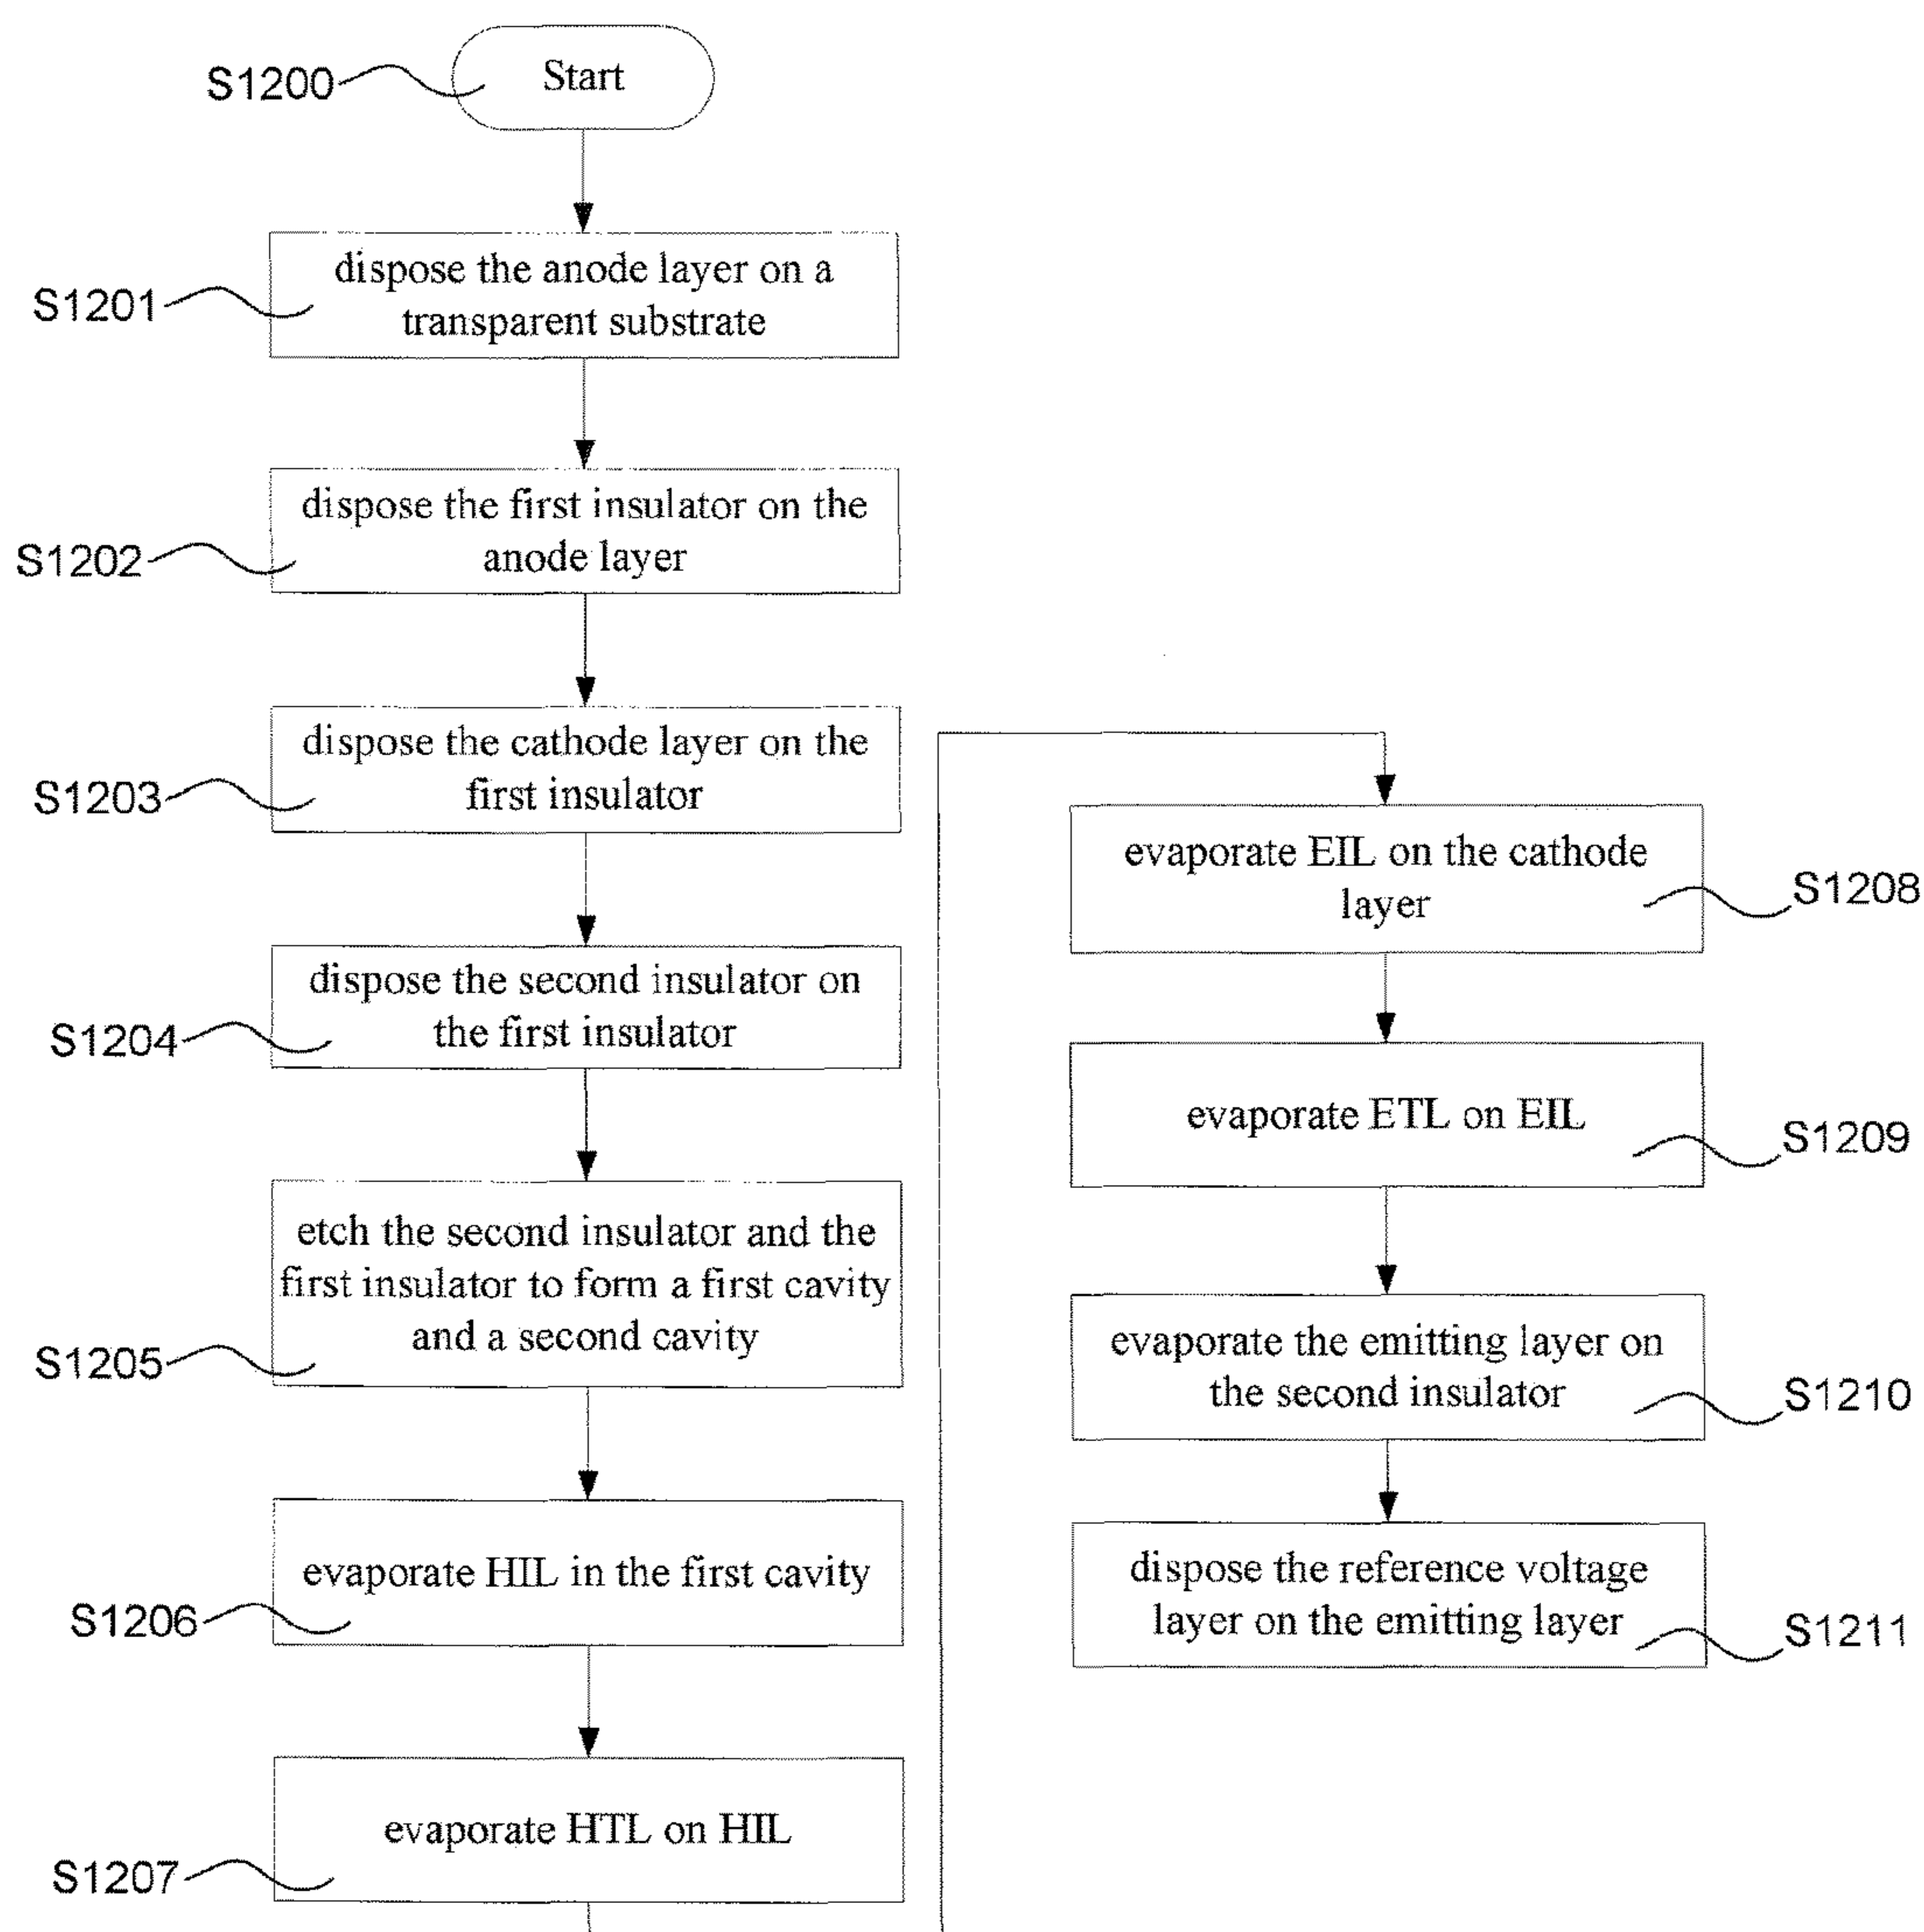 S1200
Start
S1201
dispose the anode layer on a
transparent substrate
S1202
dispose the first insulator on the
anode layer
S1203
dispose the cathode layer on the
first insulator
S1204
dispose the second insulator on
the first insulator
S1205
etch the second insulator and the
first insulator to form a first cavity
and a second cavity
S1206
evaporate HIL in the first cavity
S1207
evaporate HTL on HIL
evaporate EIL on the cathode
layer
S1208
evaporate ETL on EIL
S1209
evaporate the emitting layer on
the second insulator
S1210
dispose the reference voltage
layer on the emitting layer
S1211